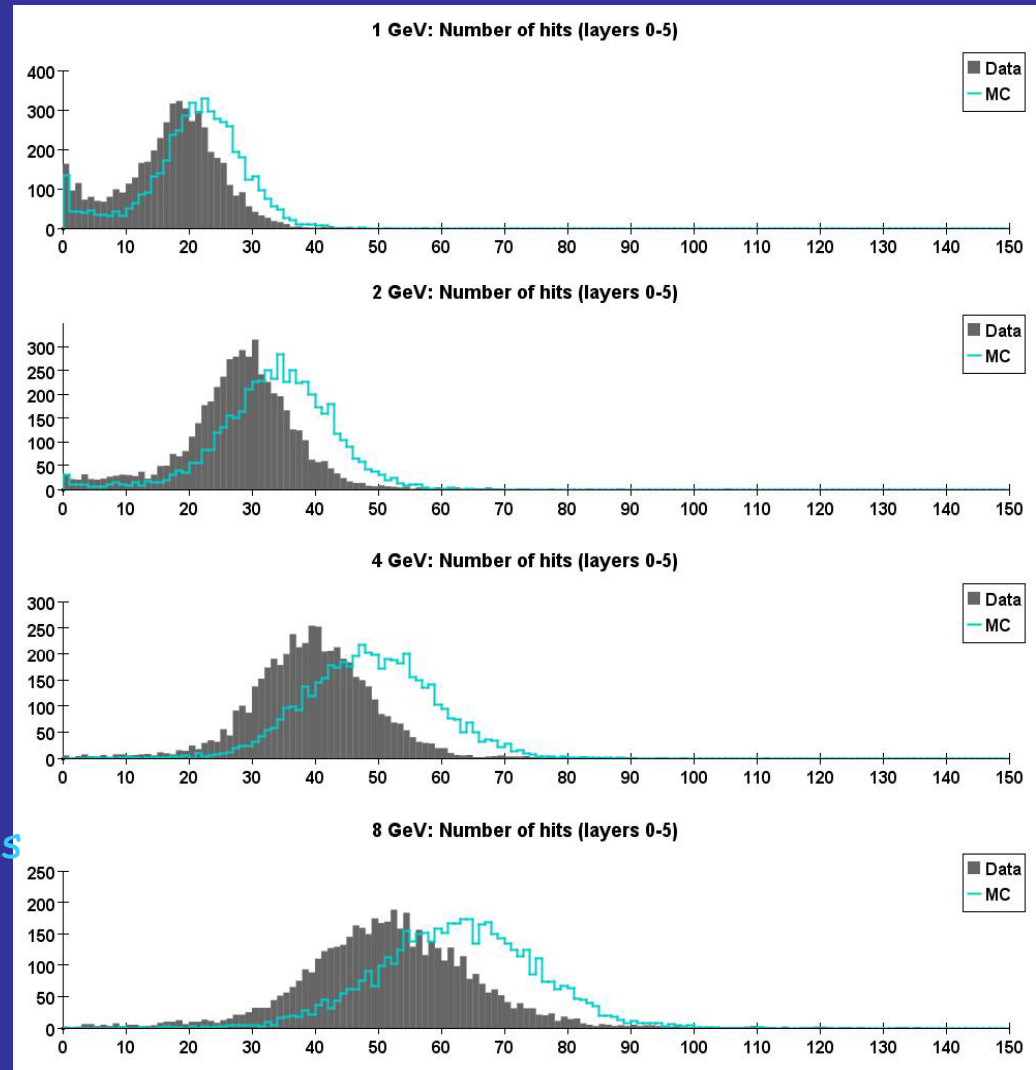 1 GeV: Number of hits (layers 0-5)
Data
MC
400
300
200
100
0
0 10 20 30 40 50 60 70 80 90 100 110 120 130 140 150
2 GeV: Number of hits (layers 0-5)
Data
MC
300
250
200
150
100
50
0
0 10 20 30 40 50 60 70 80 90 100 110 120 130 140 150
4 GeV: Number of hits (layers 0-5)
Data
MC
300
250
200
150
100
50
0
0 10 20 30 40 50 60 70 80 90 100 110 120 130 140 150
s
8 GeV: Number of hits (layers 0-5)
Data
MC
250
200
150
100
50
0
0 10 20 30 40 50 60 70 80 90 100 110 120 130 140 150